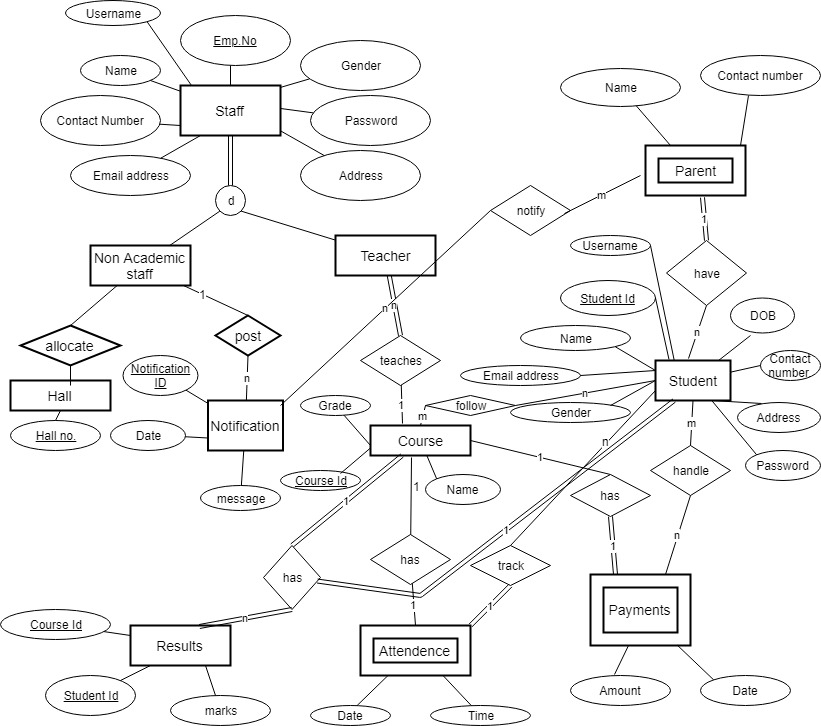 Username
Emp.No
Gender
Name
Staff
Contact Number
Password
Email address
Address
d
Name
Contact number
Parent
notify
m
1
Non Academic
staff
Teacher
Username
have
1
n
n
Student Id
n
DOB
allocate
post
teaches
Name
Contact
number
Notification
ID
n
Email address
Student
Hall
1
m
follow
n
Gender
Grade
Address
Hall no.
Date
Notification
Course
n
m
1
Password
Course Id
Name
handle
message
1
1
has
1
n
1
has
has
track
1
1
1
n
Payments
Course Id
Results
Attendence
Student Id
marks
Date
Time
Amount
Date